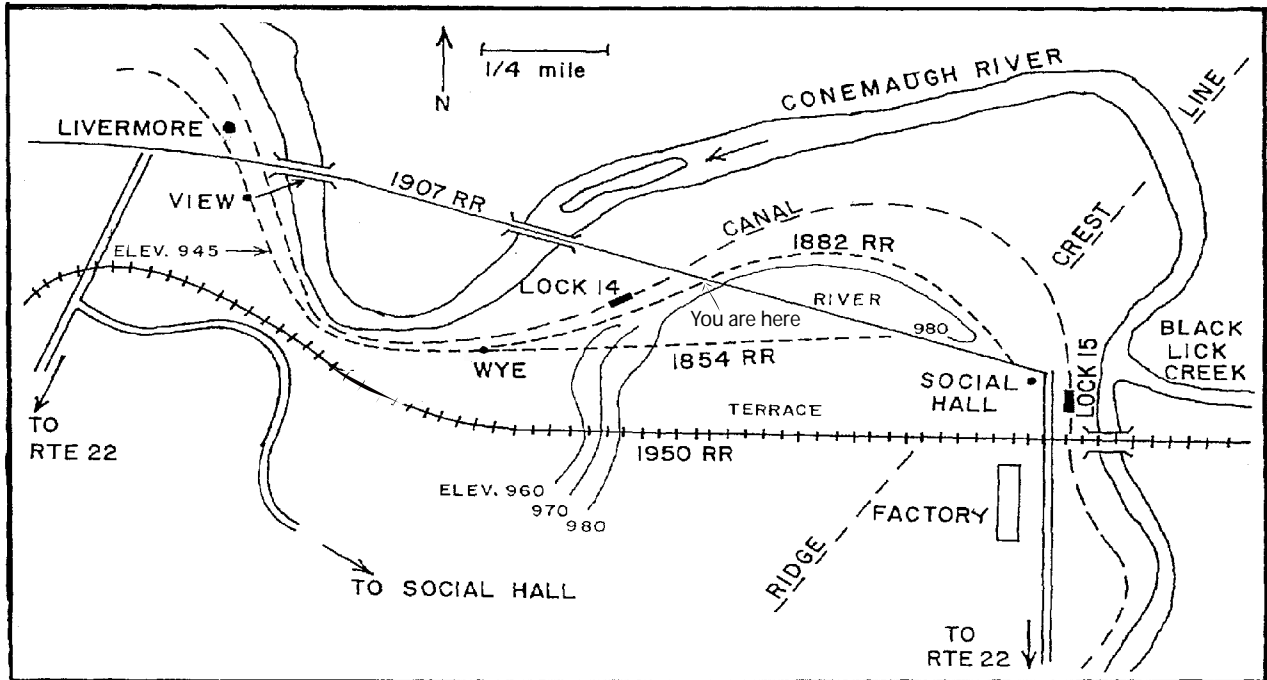 N
1/4 mile
CONEMAUGH RIVER
LINE
LIVERMORE
VIEW
1907 RR
CANAL
CREST
1882 RR
ELEV. 945
LOCK 14
RIVER
You are here
980
BLACK
LICK
CREEK
LOCK 15
1854 RR
WYE
SOCIAL
HALL
TERRACE
TO
RTE 22
1950 RR
ELEV. 960
970
980
FACTORY
RIDGE
TO SOCIAL HALL
TO
RTE 22